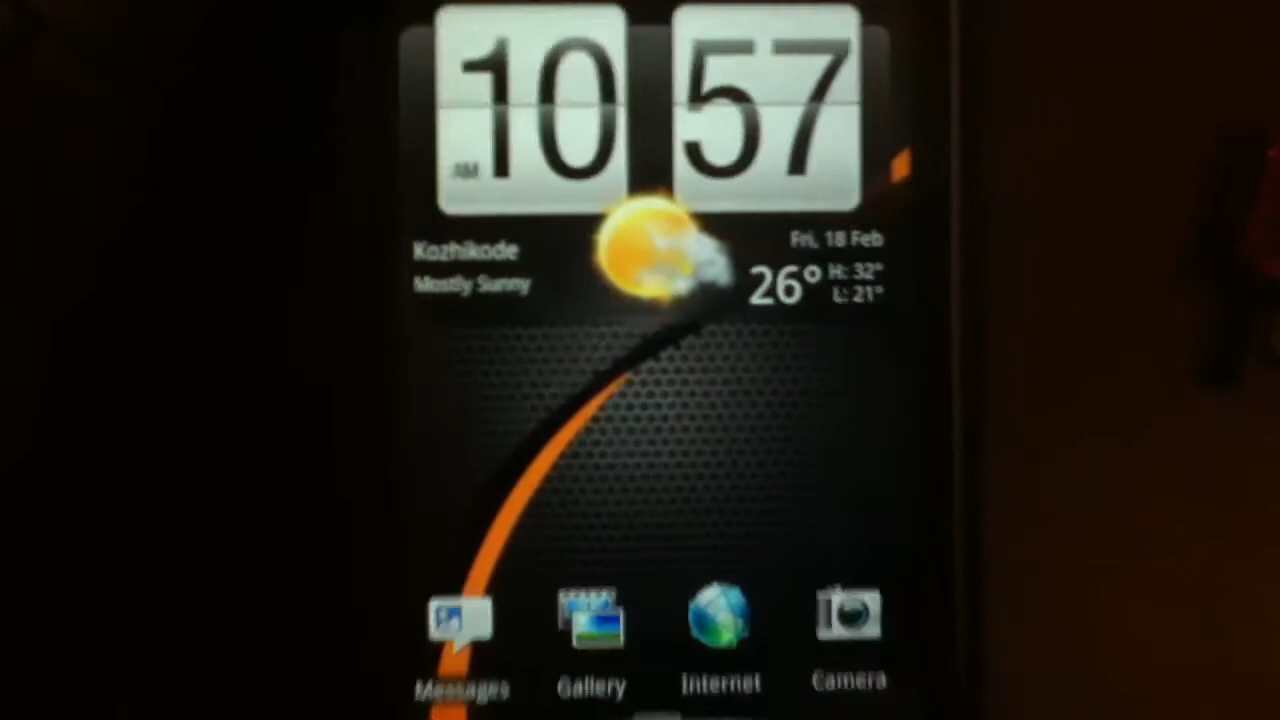 10 57
AM
Kozhikode
Mostly Sunny
Fri, 18 Feb
26° H: 32°
L: 21°
Messages Gallery Internet Camera